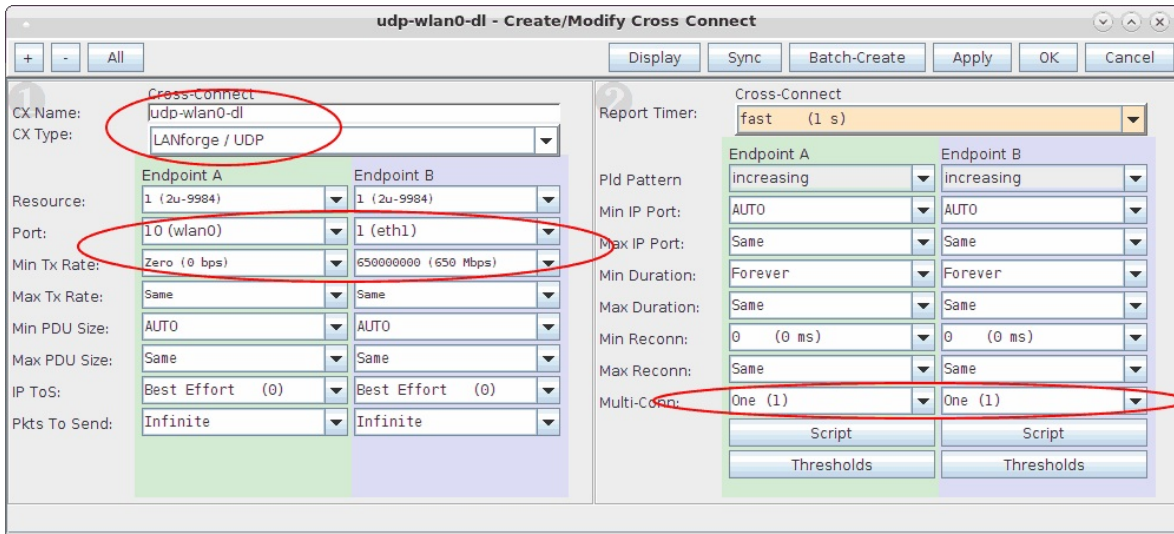 udp-wlan0-dl - Create/Modify Cross Connect
+ - All Display Sync Batch-Create Apply OK Cancel
1
Cross-Connect
CX Name: udp-wlan0-dl
CX Type: LANforge / UDP
Endpoint A Endpoint B
Resource: 1 (2u-9984) 1 (2u-9984)
Port: 10 (wlan0) 1 (eth1)
Min Tx Rate: Zero (0 bps) 650000000 (650 Mbps)
Max Tx Rate: Same Same
Min PDU Size: AUTO AUTO
Max PDU Size: Same Same
IP ToS: Best Effort (0) Best Effort (0)
Pkts To Send: Infinite Infinite
2
Cross-Connect
Report Timer: fast (1 s)
Endpoint A Endpoint B
Pld Pattern increasing increasing
Min IP Port: AUTO AUTO
Max IP Port: Same Same
Min Duration: Forever Forever
Max Duration: Same Same
Min Reconn: 0 (0 ms) 0 (0 ms)
Max Reconn: Same Same
Multi-Conn: One (1) One (1)
Script Script
Thresholds Thresholds